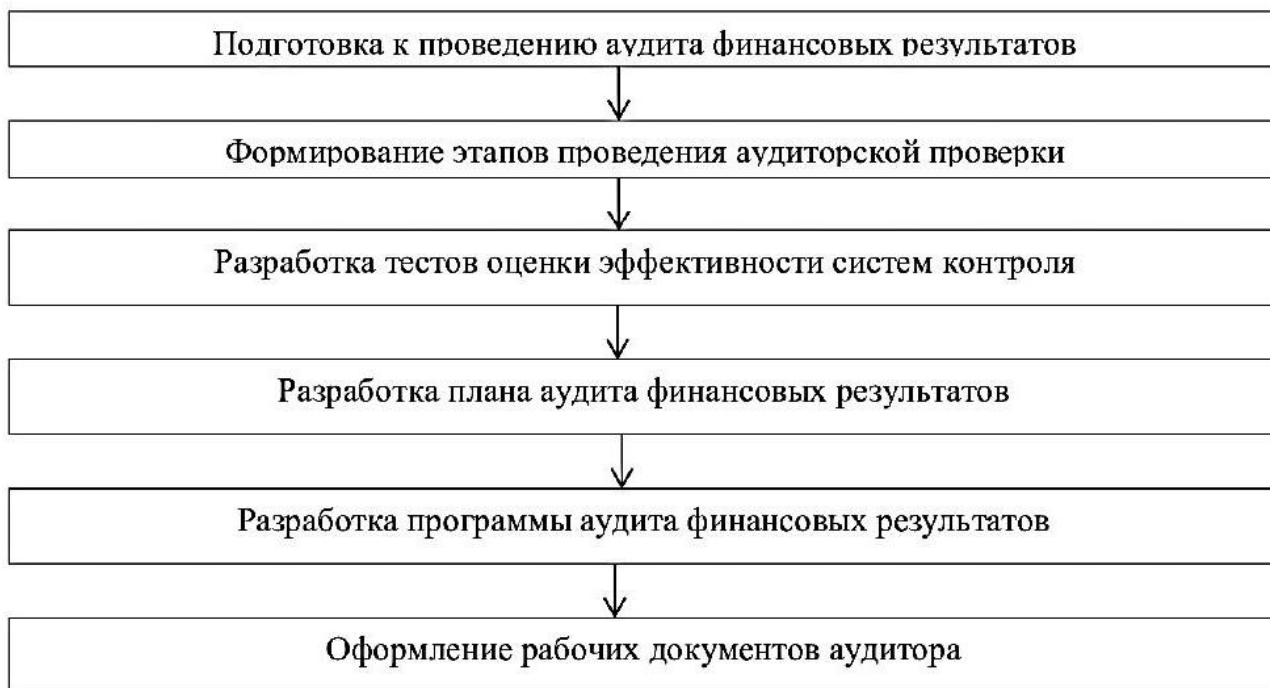 Подготовка к проведению аудита финансовых результатов
Формирование этапов проведения аудиторской проверки
Разработка тестов оценки эффективности систем контроля
Разработка плана аудита финансовых результатов
Разработка программы аудита финансовых результатов
Оформление рабочих документов аудитора